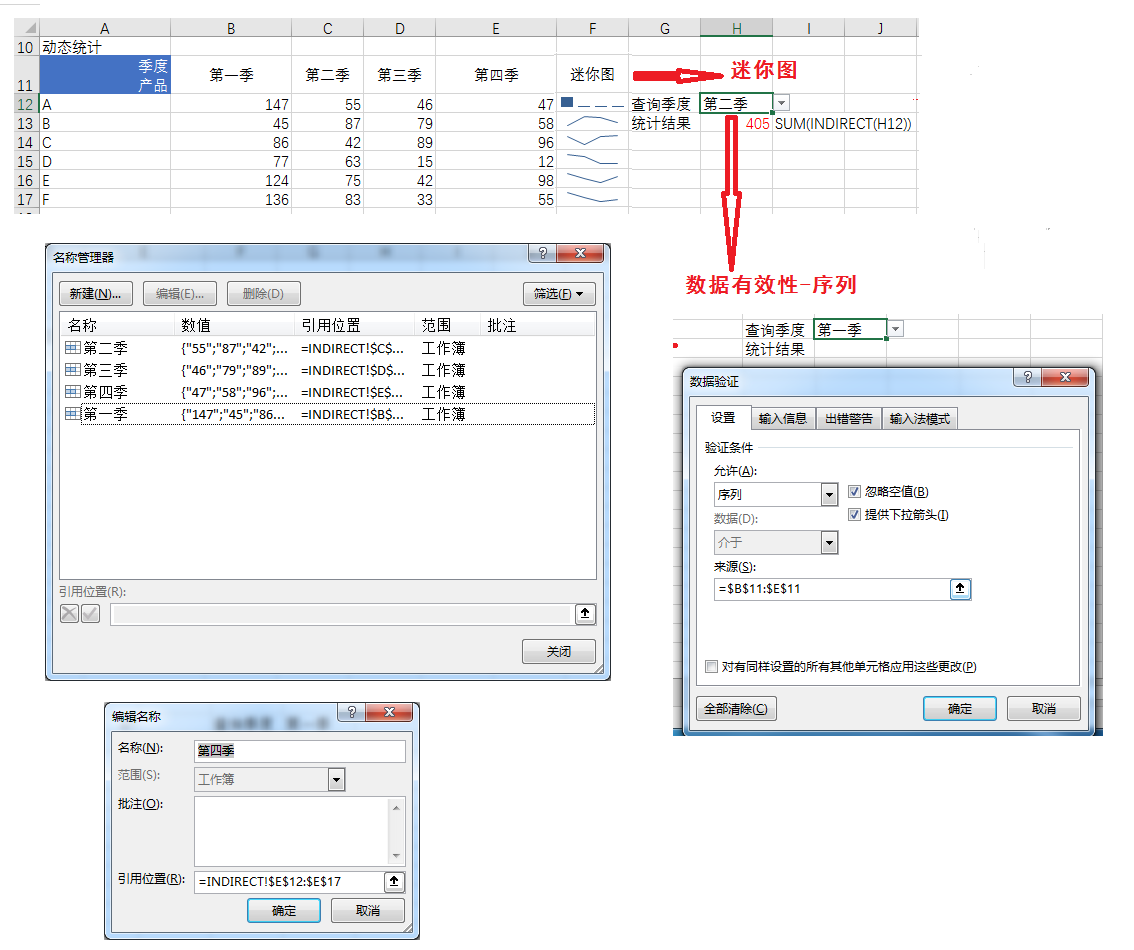 A B C D E F G H I J
10 动态统计
季度
11 产品 第一季 第二季 第三季 第四季 迷你图 迷你图
12 A 147 55 46 47 查询季度 第二季
13 B 45 87 79 58 统计结果 405 SUM(INDIRECT(H12))
14 C 86 42 89 96
15 D 77 63 15 12
16 E 124 75 42 98
17 F 136 83 33 55
数据有效性-序列
名称管理器
新建(N)... 编辑(E)... 删除(D) 筛选(F)
名称 数值 引用位置 范围 批注
第二季 {"55";"87";"42";... =INDIRECT!$C$... 工作簿
第三季 {"46";"79";"89";... =INDIRECT!$D$... 工作簿
第四季 {"47";"58";"96";... =INDIRECT!$E$... 工作簿
第一季 {"147";"45";"86... =INDIRECT!$B$... 工作簿
引用位置(R):
关闭
查询季度 第一季
统计结果
数据验证
设置 输入信息 出错警告 输入法模式
验证条件
允许(A):
序列 忽略空值(B)
数据(D): 提供下拉箭头(I)
介于
来源(S):
=$B$11:$E$11
对有同样设置的所有其他单元格应用这些更改(P)
全部清除(C) 确定 取消
编辑名称
名称(N): 第四季
范围(S): 工作簿
批注(O):
引用位置(R): =INDIRECT!$E$12:$E$17
确定 取消